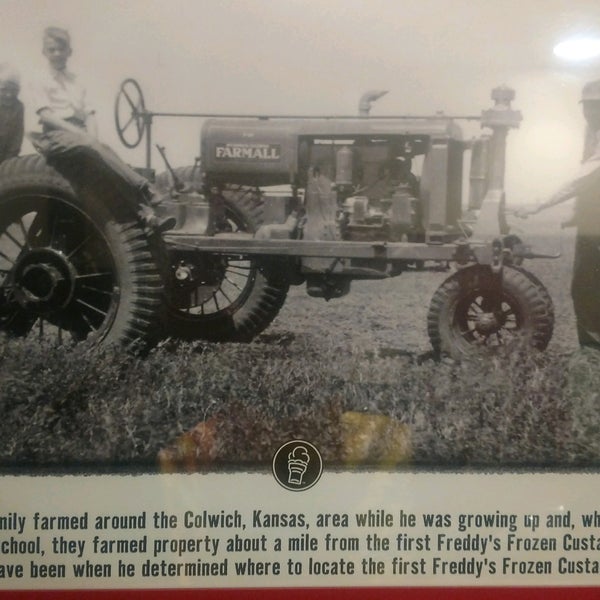 FARMALL
mily farmed around the Colwich, Kansas, area while he was growing up and, wh
chool, they farmed property about a mile from the first Freddy's Frozen Custa
ave been when he determined where to locate the first Freddy's Frozen Custa